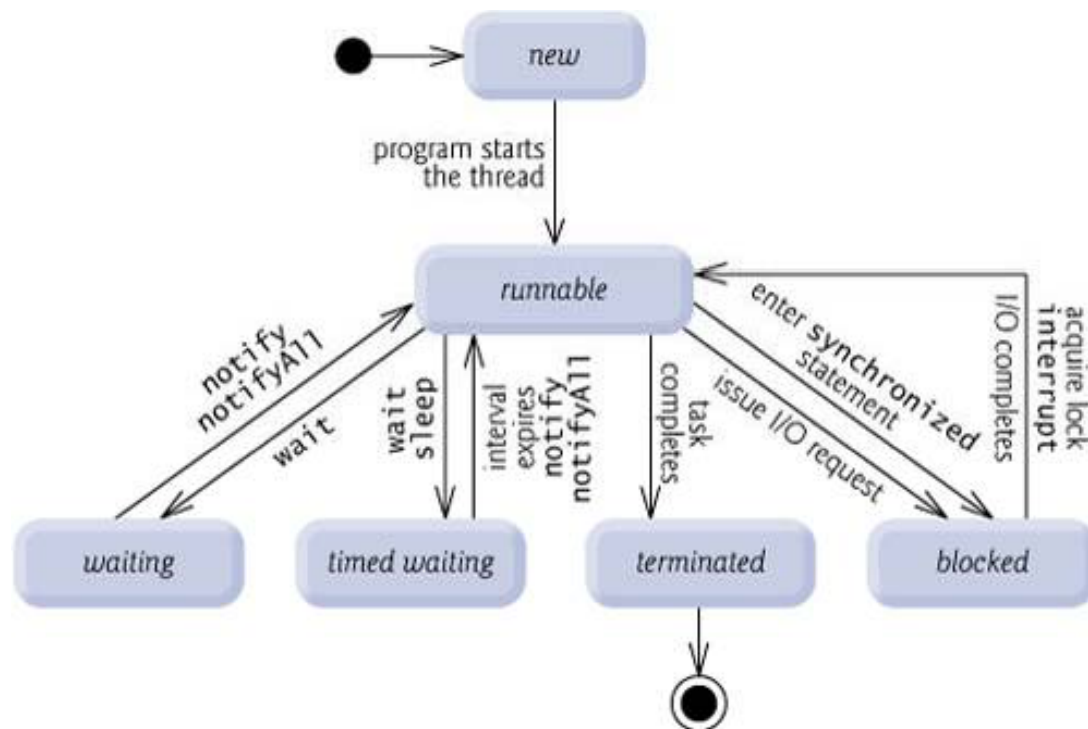 new
program starts
the thread
runnable
notify
notifyAll
wait
wait
sleep
interval
expires
notify
notifyAll
task
completes
issue I/O request
enter synchronized
statement
I/O completes
interrupt
acquire lock
waiting
timed waiting
terminated
blocked